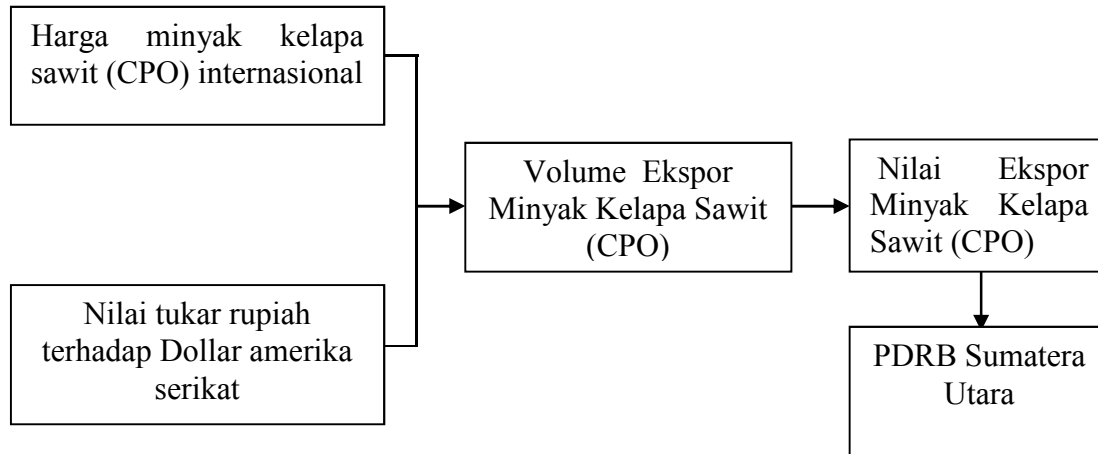 Harga minyak kelapa
sawit (CPO) internasional
Nilai tukar rupiah
terhadap Dollar amerika
serikat
Volume Ekspor
Minyak Kelapa Sawit
(CPO)
Nilai Ekspor
Minyak Kelapa
Sawit (CPO)
PDRB Sumatera
Utara